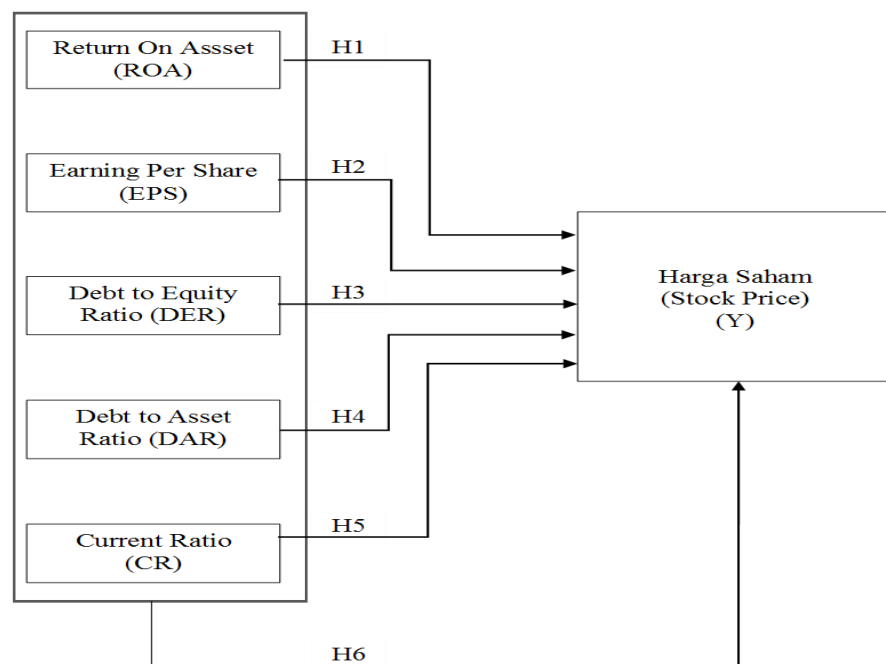 Return On Assset
(ROA)
H1
Earning Per Share
(EPS)
H2
Debt to Equity
Ratio (DER)
H3
Debt to Asset
Ratio (DAR)
H4
Current Ratio
(CR)
H5
H6
Harga Saham
(Stock Price)
(Y)